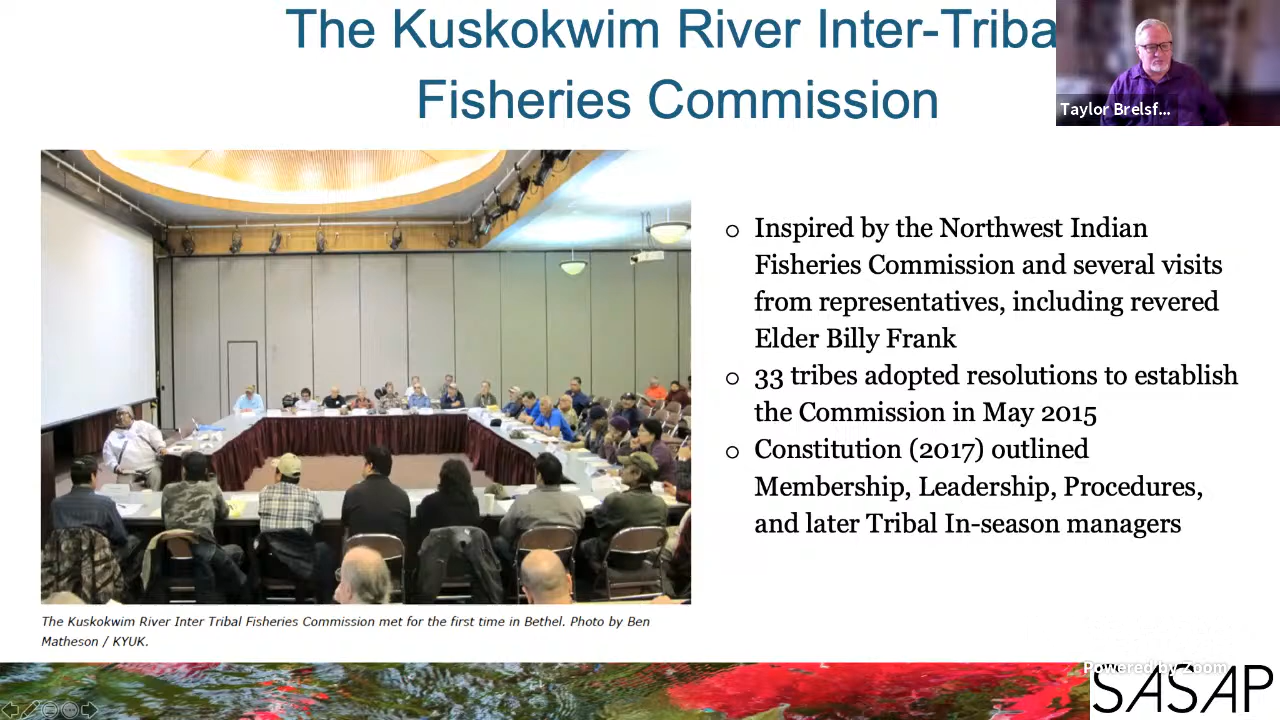 The Kuskokwim River Inter-Triba
Fisheries Commission
Taylor Brelsf...
o Inspired by the Northwest Indian
Fisheries Commission and several visits
from representatives, including revered
Elder Billy Frank
o 33 tribes adopted resolutions to establish
the Commission in May 2015
o Constitution (2017) outlined
Membership, Leadership, Procedures,
and later Tribal In-season managers
The Kuskokwim River Inter Tribal Fisheries Commission met for the first time in Bethel. Photo by Ben
Matheson / KYUK.
Powered by Zoom
SASAP